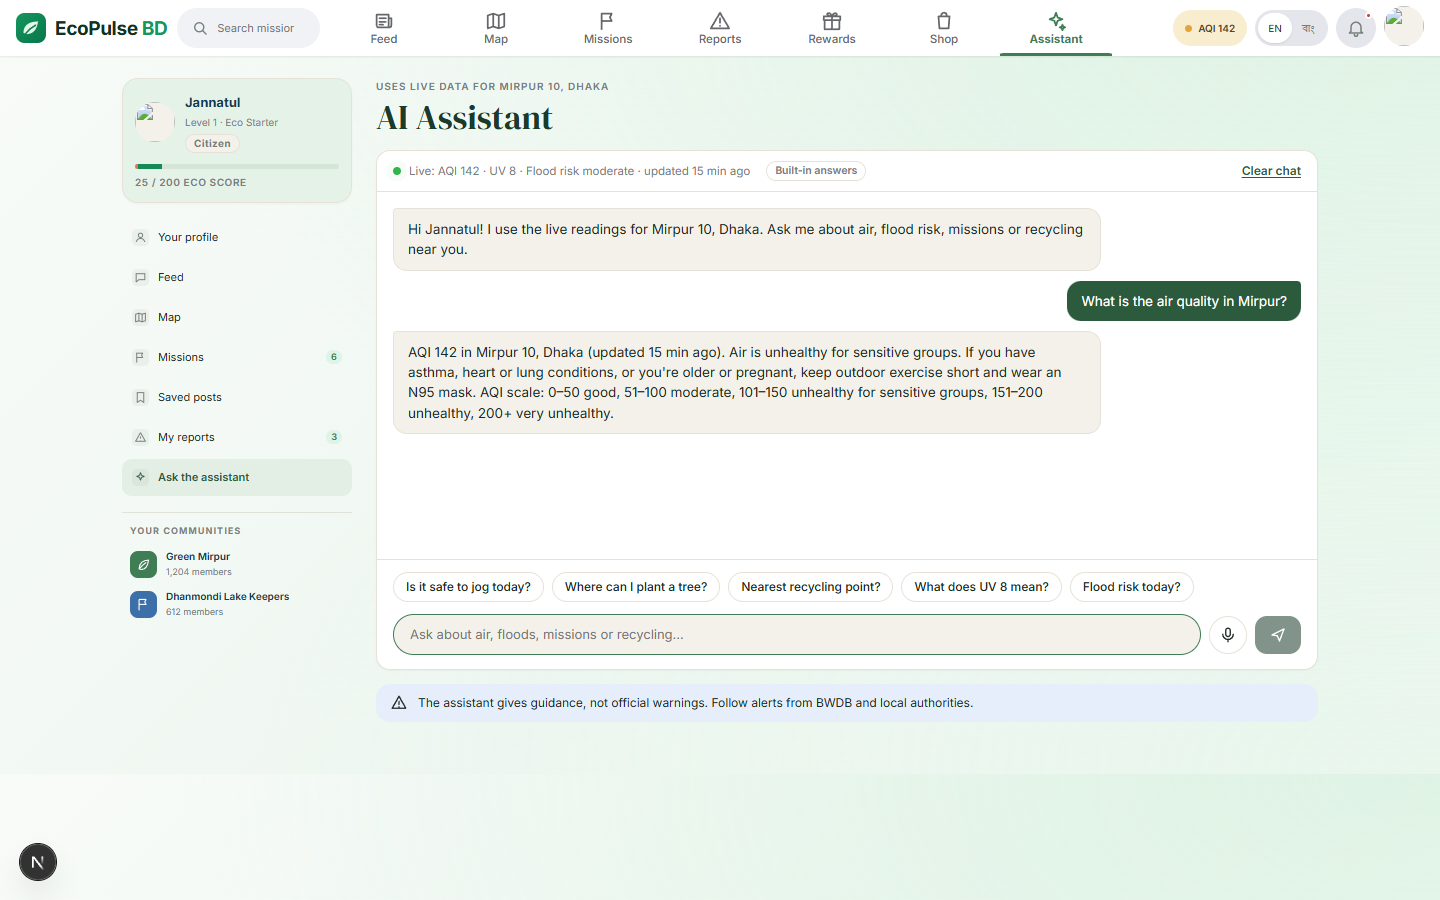 EcoPulse BD
Search missior
Feed
Map
Missions
Reports
Rewards
Shop
Assistant
AQI 142
EN
বাং
Jannatul
Level 1 · Eco Starter
Citizen
25 / 200 ECO SCORE
Your profile
Feed
Map
Missions 6
Saved posts
My reports 3
Ask the assistant
YOUR COMMUNITIES
Green Mirpur
1,204 members
Dhanmondi Lake Keepers
612 members
USES LIVE DATA FOR MIRPUR 10, DHAKA
AI Assistant
Live: AQI 142 · UV 8 · Flood risk moderate · updated 15 min ago
Built-in answers
Clear chat
Hi Jannatul! I use the live readings for Mirpur 10, Dhaka. Ask me about air, flood risk, missions or recycling
near you.
What is the air quality in Mirpur?
AQI 142 in Mirpur 10, Dhaka (updated 15 min ago). Air is unhealthy for sensitive groups. If you have
asthma, heart or lung conditions, or you're older or pregnant, keep outdoor exercise short and wear an
N95 mask. AQI scale: 0–50 good, 51–100 moderate, 101–150 unhealthy for sensitive groups, 151–200
unhealthy, 200+ very unhealthy.
Is it safe to jog today?
Where can I plant a tree?
Nearest recycling point?
What does UV 8 mean?
Flood risk today?
Ask about air, floods, missions or recycling...
The assistant gives guidance, not official warnings. Follow alerts from BWDB and local authorities.
N